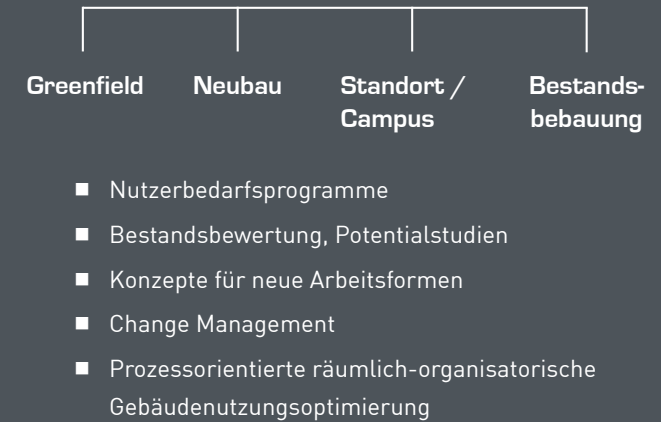 Greenfield Neubau Standort / Bestands-
Campus bebauung
■ Nutzerbedarfsprogramme
■ Bestandsbewertung, Potentialstudien
■ Konzepte für neue Arbeitsformen
■ Change Management
■ Prozessorientierte räumlich-organisatorische
Gebäudenutzungsoptimierung